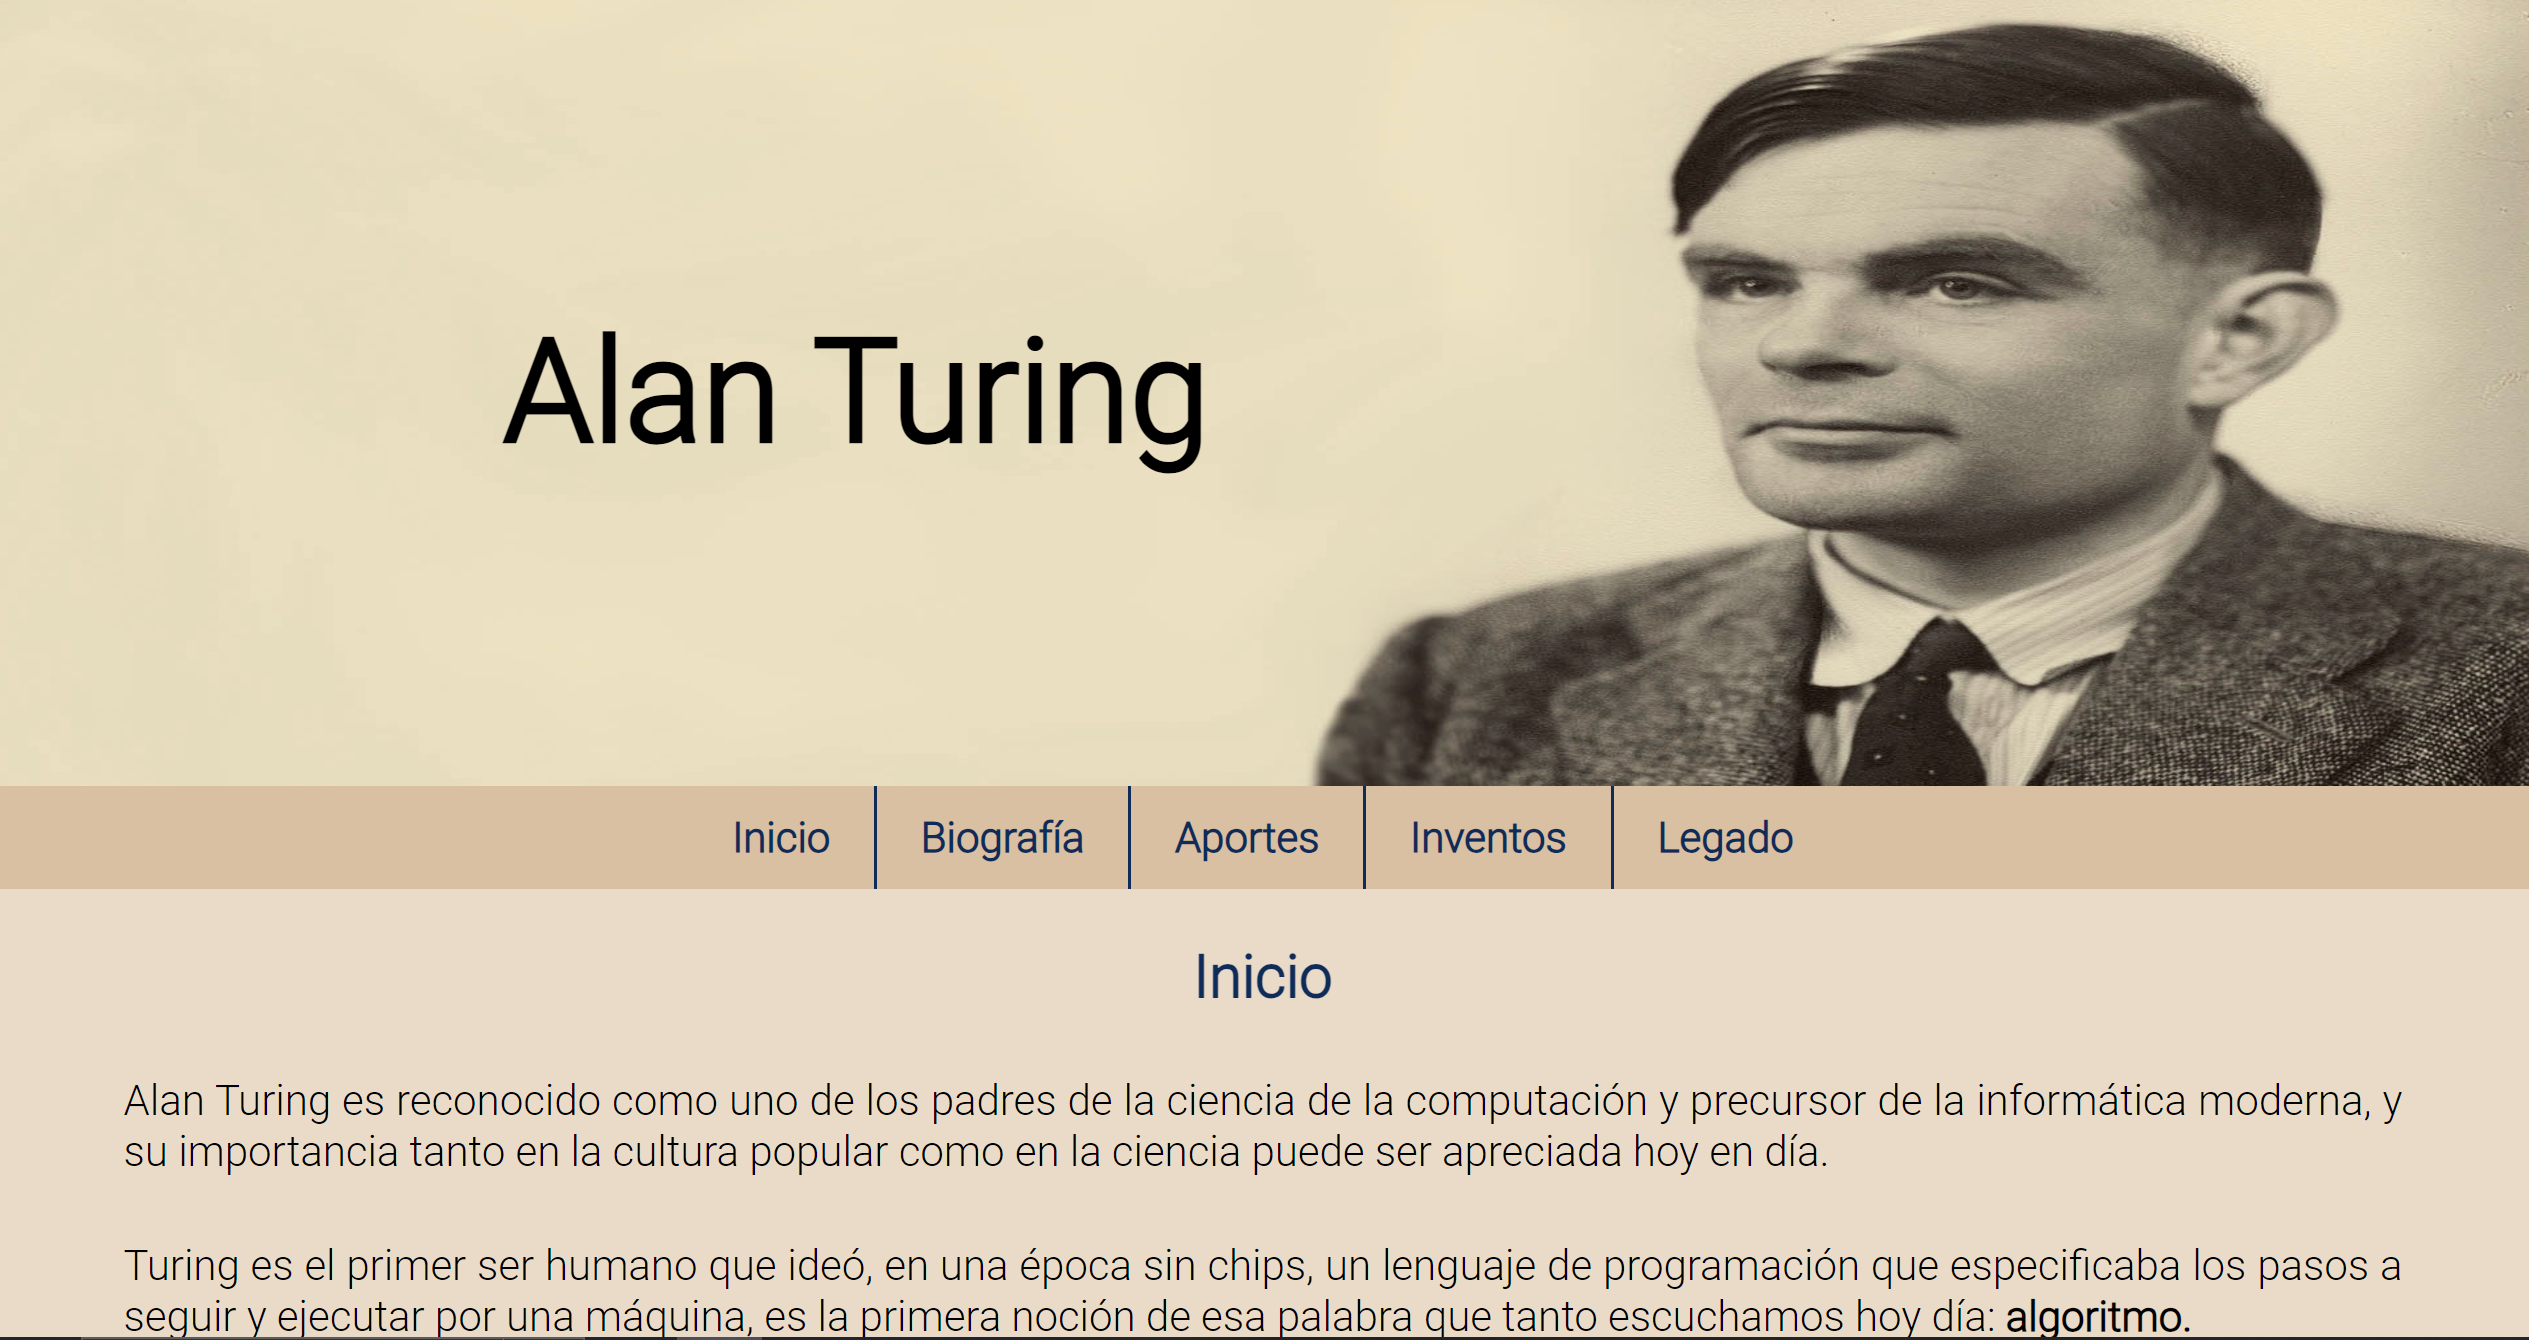 Alan Turing
Inicio
Biografía
Aportes
Inventos
Legado
Inicio
Alan Turing es reconocido como uno de los padres de la ciencia de la computación y precursor de la informática moderna, y
su importancia tanto en la cultura popular como en la ciencia puede ser apreciada hoy en día.
Turing es el primer ser humano que ideó, en una época sin chips, un lenguaje de programación que especificaba los pasos a
seguir y ejecutar por una máquina, es la primera noción de esa palabra que tanto escuchamos hoy día: algoritmo.